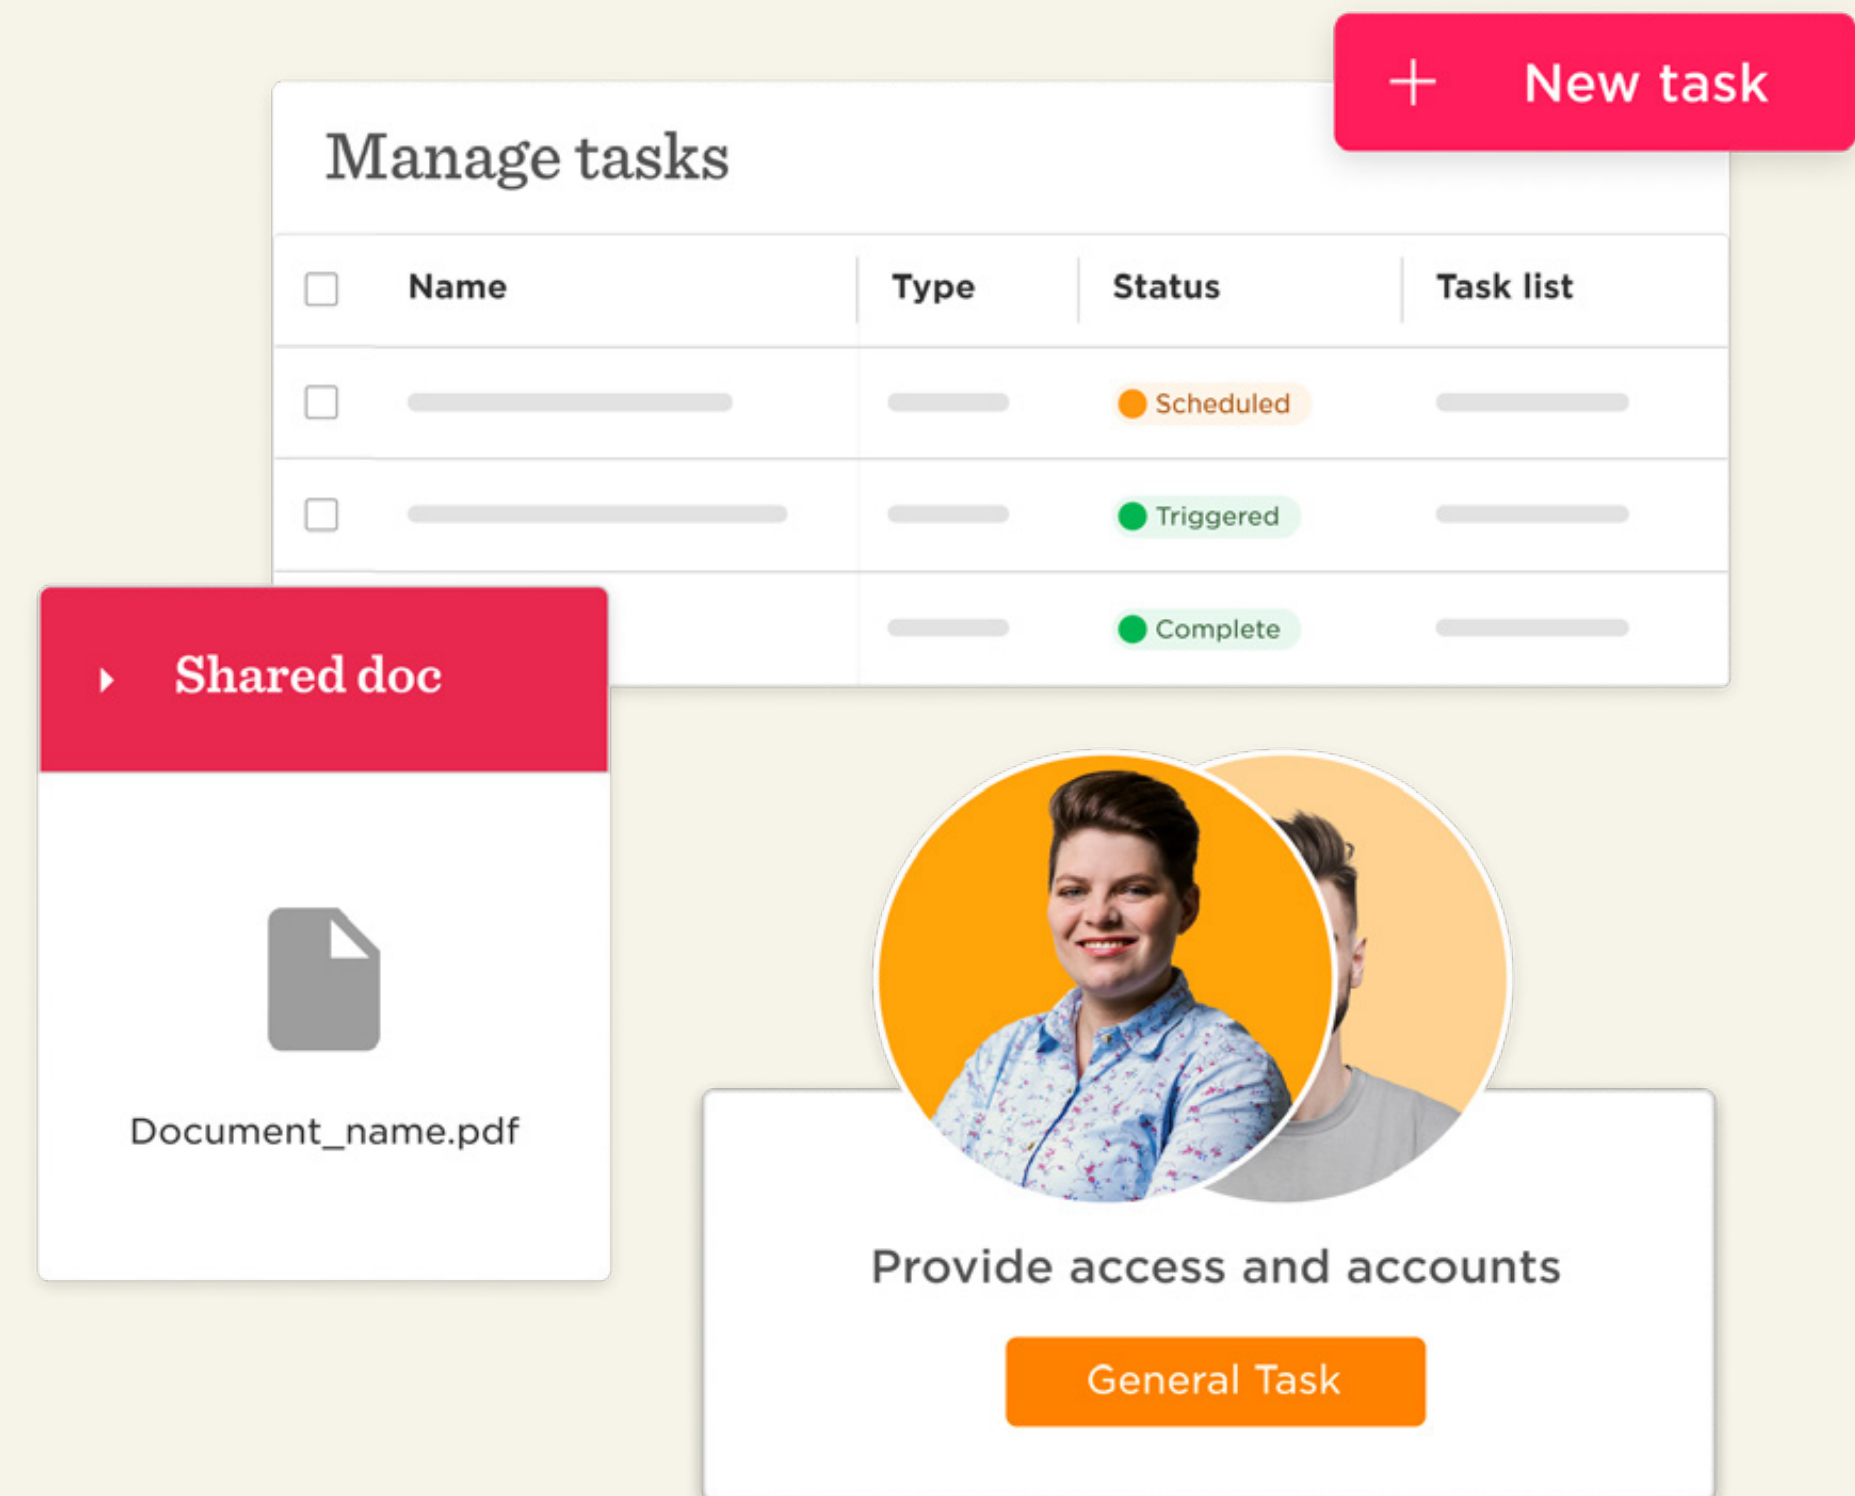 New task
Manage tasks
Name Type Status Task list
Scheduled
Triggered
Complete
Shared doc
Document_name.pdf
Provide access and accounts
General Task